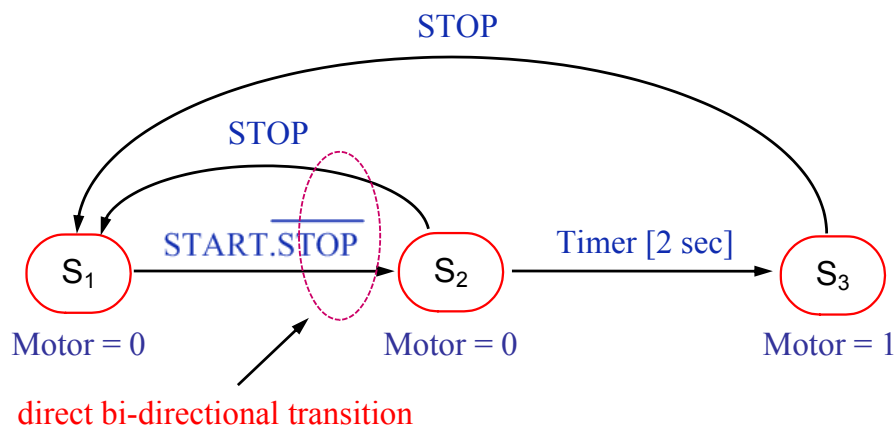 STOP
STOP
START.S̅T̅O̅P̅
Timer [2 sec]
S₁
S₂
S₃
Motor = 0
Motor = 0
Motor = 1
direct bi-directional transition